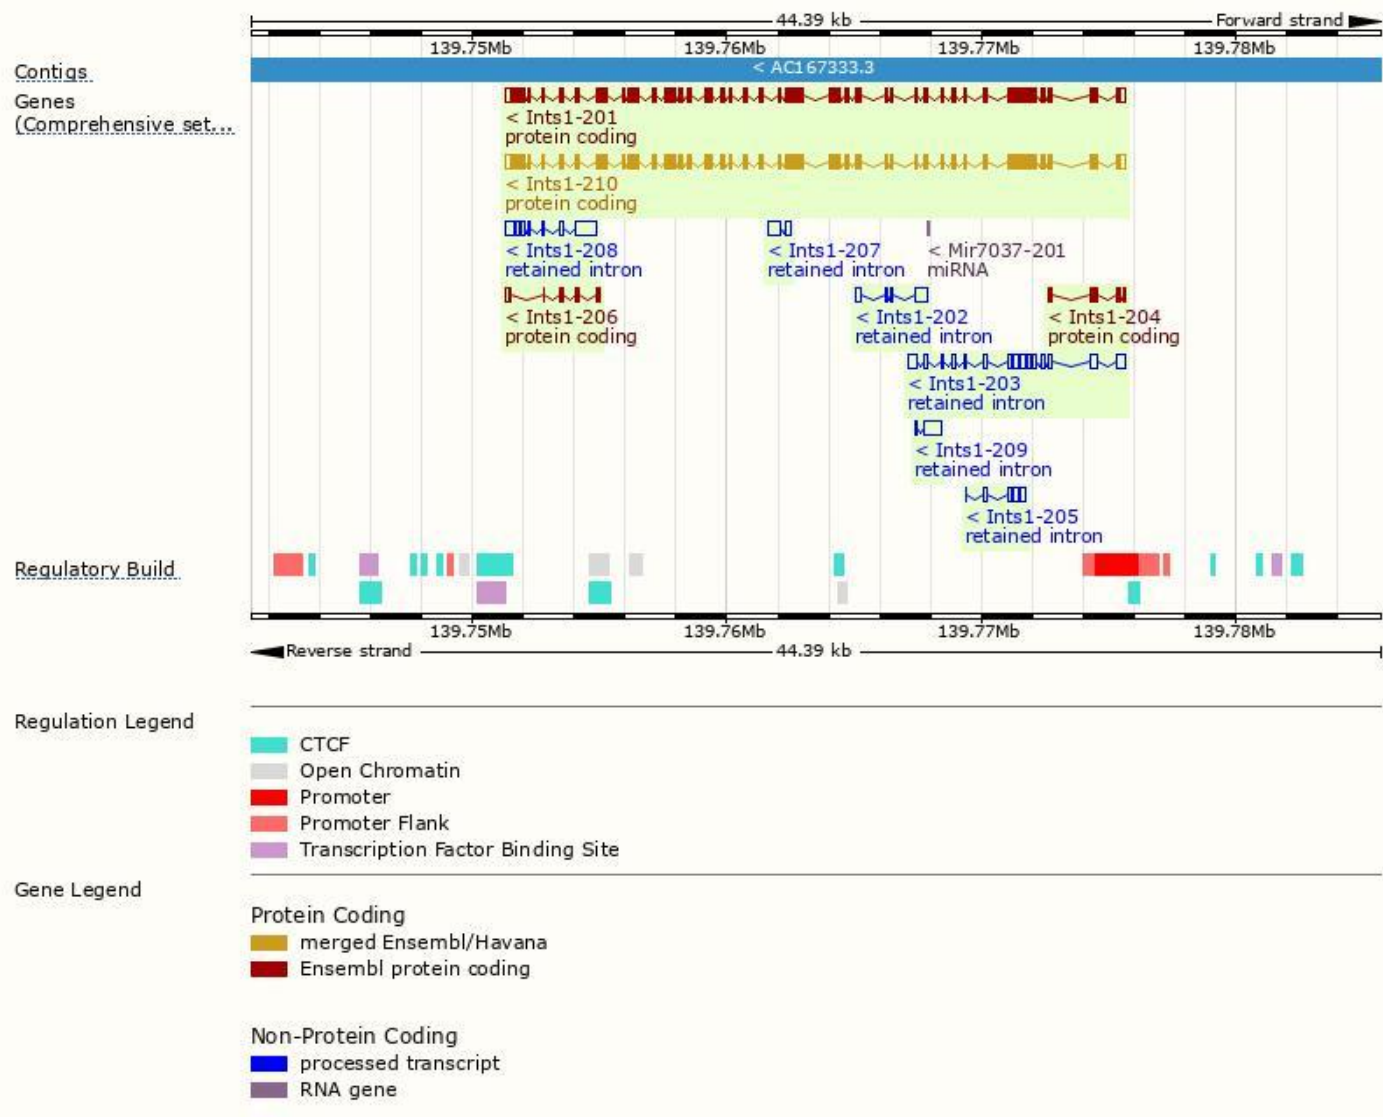 44.39 kb Forward strand
139.75Mb 139.76Mb 139.77Mb 139.78Mb
Contigs < AC167333.3
Genes
(Comprehensive set...
< Ints1-201
protein coding
< Ints1-210
protein coding
< Ints1-208 < Ints1-207 < Mir7037-201
retained intron retained intron miRNA
< Ints1-206 < Ints1-202 < Ints1-204
protein coding retained intron protein coding
< Ints1-203
retained intron
< Ints1-209
retained intron
< Ints1-205
retained intron
Regulatory Build
139.75Mb 139.76Mb 139.77Mb 139.78Mb
Reverse strand 44.39 kb
Regulation Legend
CTCF
Open Chromatin
Promoter
Promoter Flank
Transcription Factor Binding Site
Gene Legend
Protein Coding
merged Ensembl/Havana
Ensembl protein coding
Non-Protein Coding
processed transcript
RNA gene